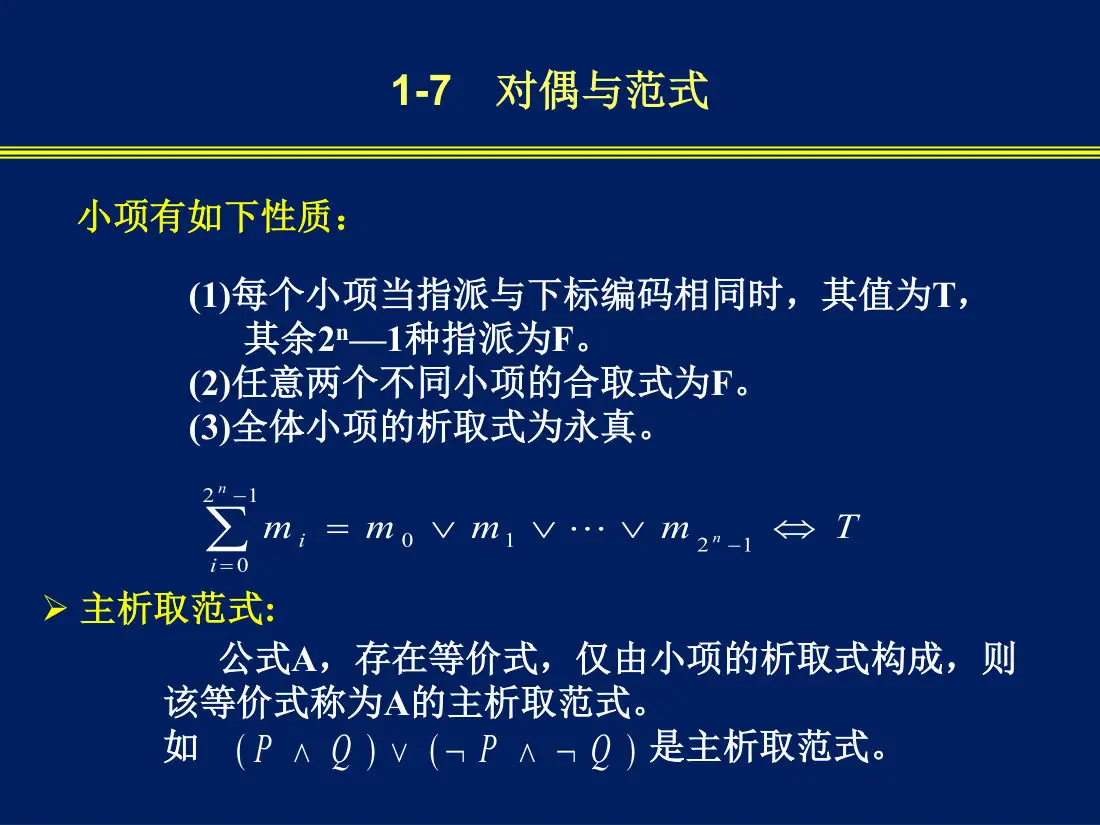 1-7 对偶与范式
小项有如下性质：
(1)每个小项当指派与下标编码相同时，其值为T，
其余2ⁿ—1种指派为F。
(2)任意两个不同小项的合取式为F。
(3)全体小项的析取式为永真。
∑_{i=0}^{2^n−1} m_i = m_0 ∨ m_1 ∨ ⋯ ∨ m_{2^n−1} ⇔ T
➢ 主析取范式:
公式A，存在等价式，仅由小项的析取式构成，则
该等价式称为A的主析取范式。
如 (P ∧ Q)∨(¬P ∧ ¬Q)是主析取范式。